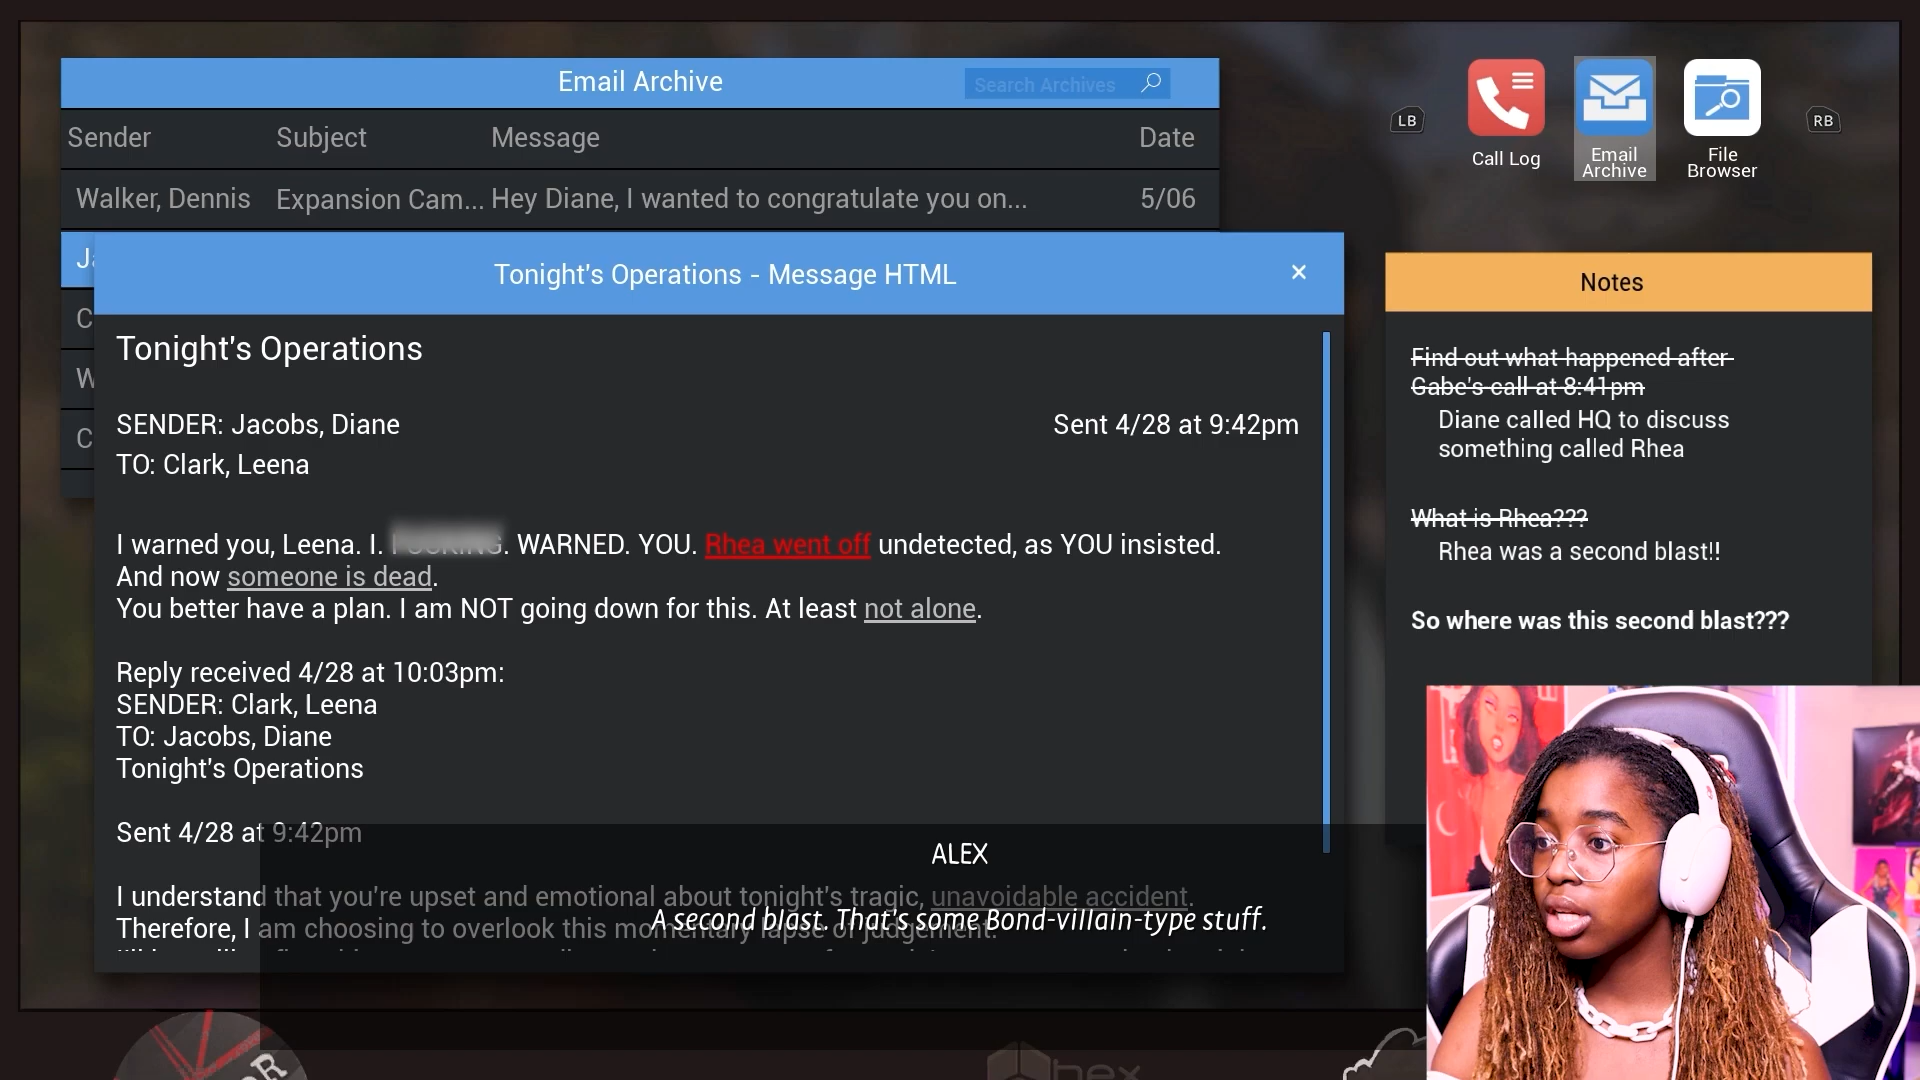 Email Archive
Search Archives
Sender Subject Message Date
Walker, Dennis Expansion Cam... Hey Diane, I wanted to congratulate you on... 5/06
Tonight's Operations - Message HTML
Tonight's Operations
SENDER: Jacobs, Diane Sent 4/28 at 9:42pm
TO: Clark, Leena
I warned you, Leena. I. . WARNED. YOU. Rhea went off undetected, as YOU insisted.
And now someone is dead.
You better have a plan. I am NOT going down for this. At least not alone.
Reply received 4/28 at 10:03pm:
SENDER: Clark, Leena
TO: Jacobs, Diane
Tonight's Operations
Sent 4/28 at 9:42pm
I understand that you're upset and emotional about tonight's tragic, unavoidable accident.
Therefore, I am choosing to overlook this momentary lapse of judgement.
ALEX
A second blast. That's some Bond-villain-type stuff.
LB
Call Log
Email
Archive
File
Browser
RB
Notes
Find out what happened after
Gabe's call at 8:41pm
Diane called HQ to discuss
something called Rhea
What is Rhea???
Rhea was a second blast!!
So where was this second blast???
hex